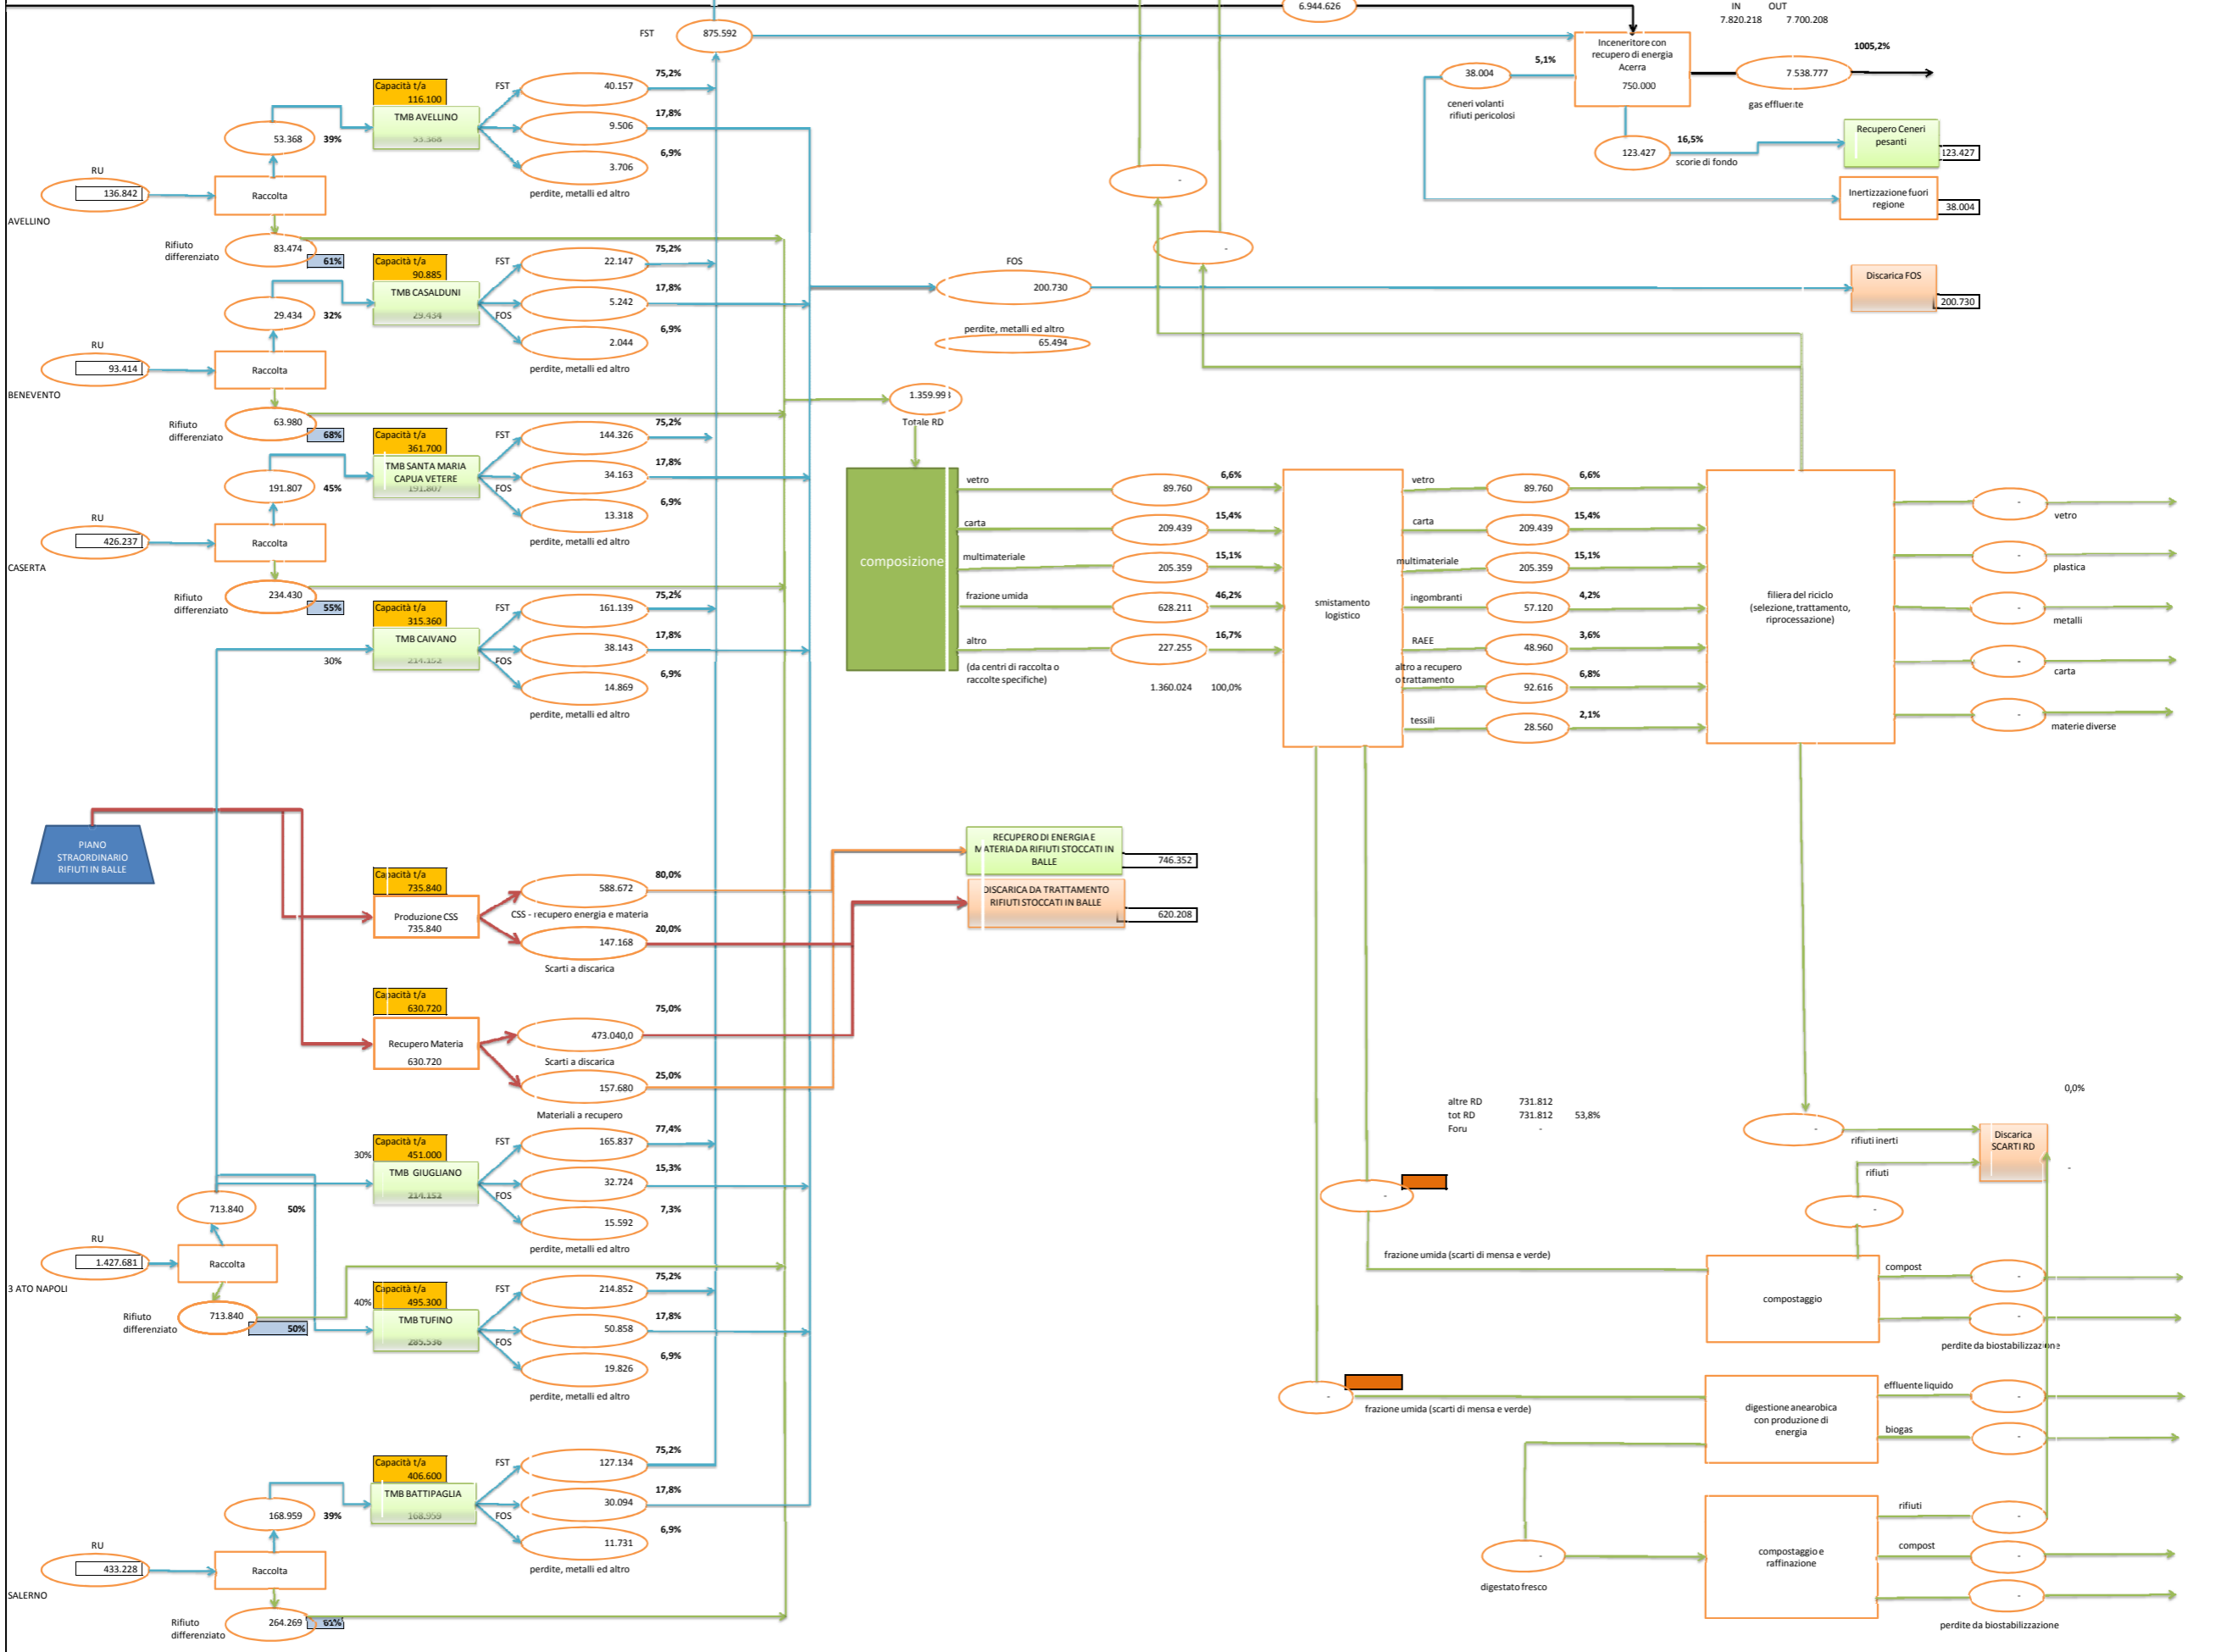 6.944.626
IN OUT
7.820.218 7.700.208
FST
875.592
Inceneritore con
recupero di energia
Acerra
750.000
5,1%
38.004
ceneri volanti
rifiuti pericolosi
7.538.777
1005,2%
gas effluente
123.427
16,5%
scorie di fondo
Recupero Ceneri
pesanti
123.427
Inertizzazione fuori
regione
38.004
Capacità t/a
116.100
TMB AVELLINO
53.368
FST
40.157
75,2%
9.506
17,8%
3.706
6,9%
perdite, metalli ed altro
53.368
39%
RU
136.842
Raccolta
AVELLINO
Rifiuto
differenziato
83.474
61%
-
-
Capacità t/a
90.885
TMB CASALDUNI
29.434
FST
22.147
75,2%
5.242
17,8%
FOS
2.044
6,9%
perdite, metalli ed altro
29.434
32%
RU
93.414
Raccolta
BENEVENTO
Rifiuto
differenziato
63.980
68%
FOS
200.730
Discarica FOS
200.730
perdite, metalli ed altro
65.494
1.359.993
Totale RD
Capacità t/a
361.700
TMB SANTA MARIA
CAPUA VETERE
191.807
FST
144.326
75,2%
34.163
17,8%
FOS
13.318
6,9%
perdite, metalli ed altro
191.807
45%
RU
426.237
Raccolta
CASERTA
Rifiuto
differenziato
234.430
55%
composizione
vetro
89.760
6,6%
carta
209.439
15,4%
multimateriale
205.359
15,1%
frazione umida
628.211
46,2%
altro
227.255
16,7%
(da centri di raccolta o
raccolte specifiche)
1.360.024 100,0%
smistamento
logistico
vetro
89.760
6,6%
carta
209.439
15,4%
multimateriale
205.359
15,1%
ingombranti
57.120
4,2%
RAEE
48.960
3,6%
altro a recupero
o trattamento
92.616
6,8%
tessili
28.560
2,1%
filiera del riciclo
(selezione, trattamento,
riprocessazione)
-
vetro
-
plastica
-
metalli
-
carta
-
materie diverse
Capacità t/a
315.360
TMB CAIVANO
214.152
30%
FST
161.139
75,2%
38.143
17,8%
FOS
14.869
6,9%
perdite, metalli ed altro
PIANO
STRAORDINARIO
RIFIUTI IN BALLE
Capacità t/a
735.840
Produzione CSS
735.840
588.672
80,0%
CSS - recupero energia e materia
147.168
20,0%
Scarti a discarica
RECUPERO DI ENERGIA E
MATERIA DA RIFIUTI STOCCATI IN
BALLE
746.352
DISCARICA DA TRATTAMENTO
RIFIUTI STOCCATI IN BALLE
620.208
Capacità t/a
630.720
Recupero Materia
630.720
75,0%
473.040,0
Scarti a discarica
25,0%
157.680
Materiali a recupero
altre RD 731.812
tot RD 731.812 53,8%
Foru -
0,0%
-
rifiuti inerti
Discarica
SCARTI RD
-
rifiuti
-
Capacità t/a
451.000
30%
TMB GIUGLIANO
214.152
FST
165.837
77,4%
32.724
15,3%
FOS
15.592
7,3%
perdite, metalli ed altro
713.840
50%
RU
1.427.681
Raccolta
3 ATO NAPOLI
Rifiuto
differenziato
713.840
50%
Capacità t/a
495.300
40%
TMB TUFINO
285.536
FST
214.852
75,2%
50.858
17,8%
FOS
19.826
6,9%
perdite, metalli ed altro
-
frazione umida (scarti di mensa e verde)
compostaggio
compost
-
-
perdite da biostabilizzazione
-
frazione umida (scarti di mensa e verde)
digestione anearobica
con produzione di
energia
effluente liquido
-
biogas
-
Capacità t/a
406.600
TMB BATTIPAGLIA
168.959
FST
127.134
75,2%
30.094
17,8%
FOS
11.731
6,9%
perdite, metalli ed altro
168.959
39%
RU
433.228
Raccolta
SALERNO
Rifiuto
differenziato
264.269
61%
-
digestato fresco
compostaggio e
raffinazione
rifiuti
-
compost
-
-
perdite da biostabilizzazione